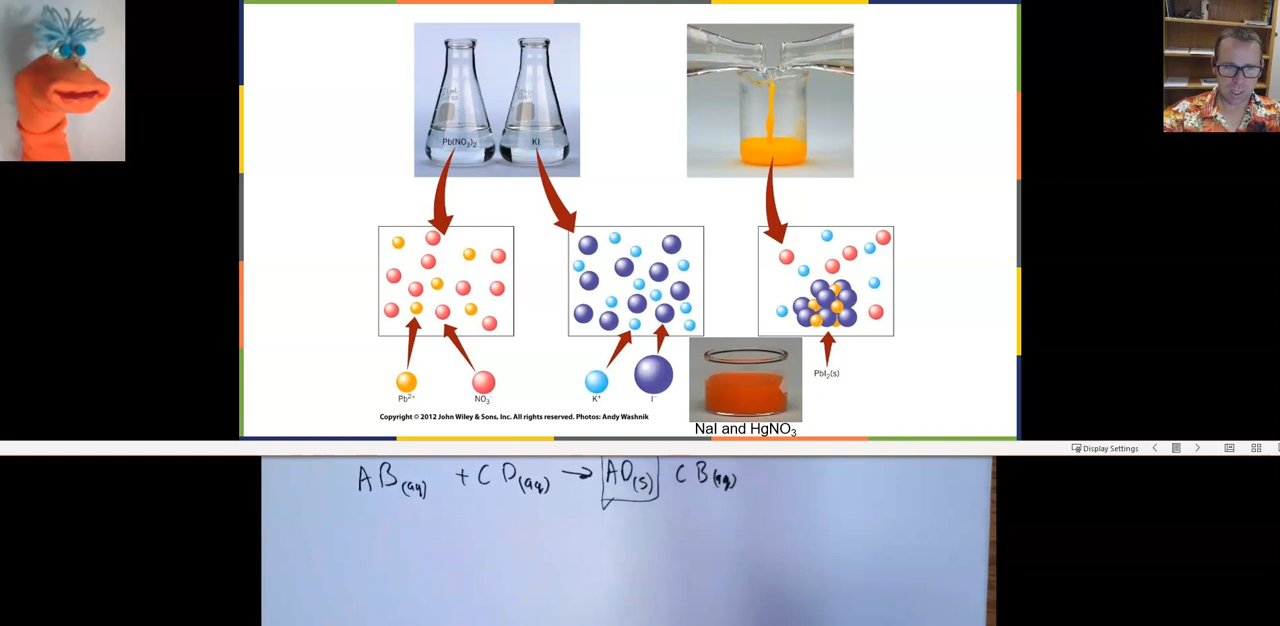 Pb(NO₃)₂ KI
Pb²⁺ NO₃⁻ K⁺ I⁻ PbI₂(s)
Copyright © 2012 John Wiley & Sons, Inc. All rights reserved. Photos: Andy Washnik
NaI and HgNO₃
Display Settings
AB(aq) + CD(aq) → AD(s) CB(aq)